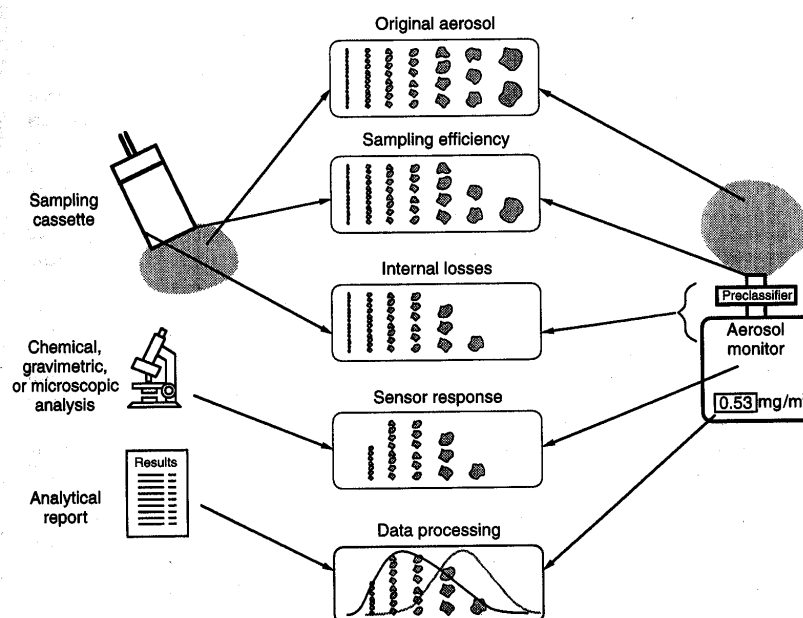 Original aerosol
Sampling efficiency
Sampling
cassette
Internal losses
Preclassifier
Aerosol
monitor
Chemical,
gravimetric,
or microscopic
analysis
Sensor response
0.53 mg/m
Results
Analytical
report
Data processing